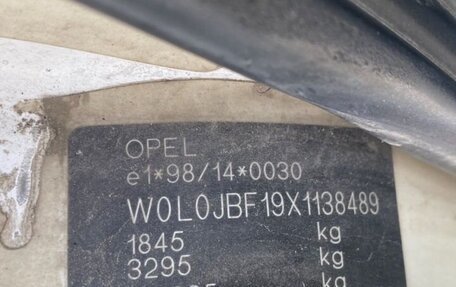 OPEL
e1*98/14*0030
W0L0JBF19X1138489
1845 kg
3295 kg
kg